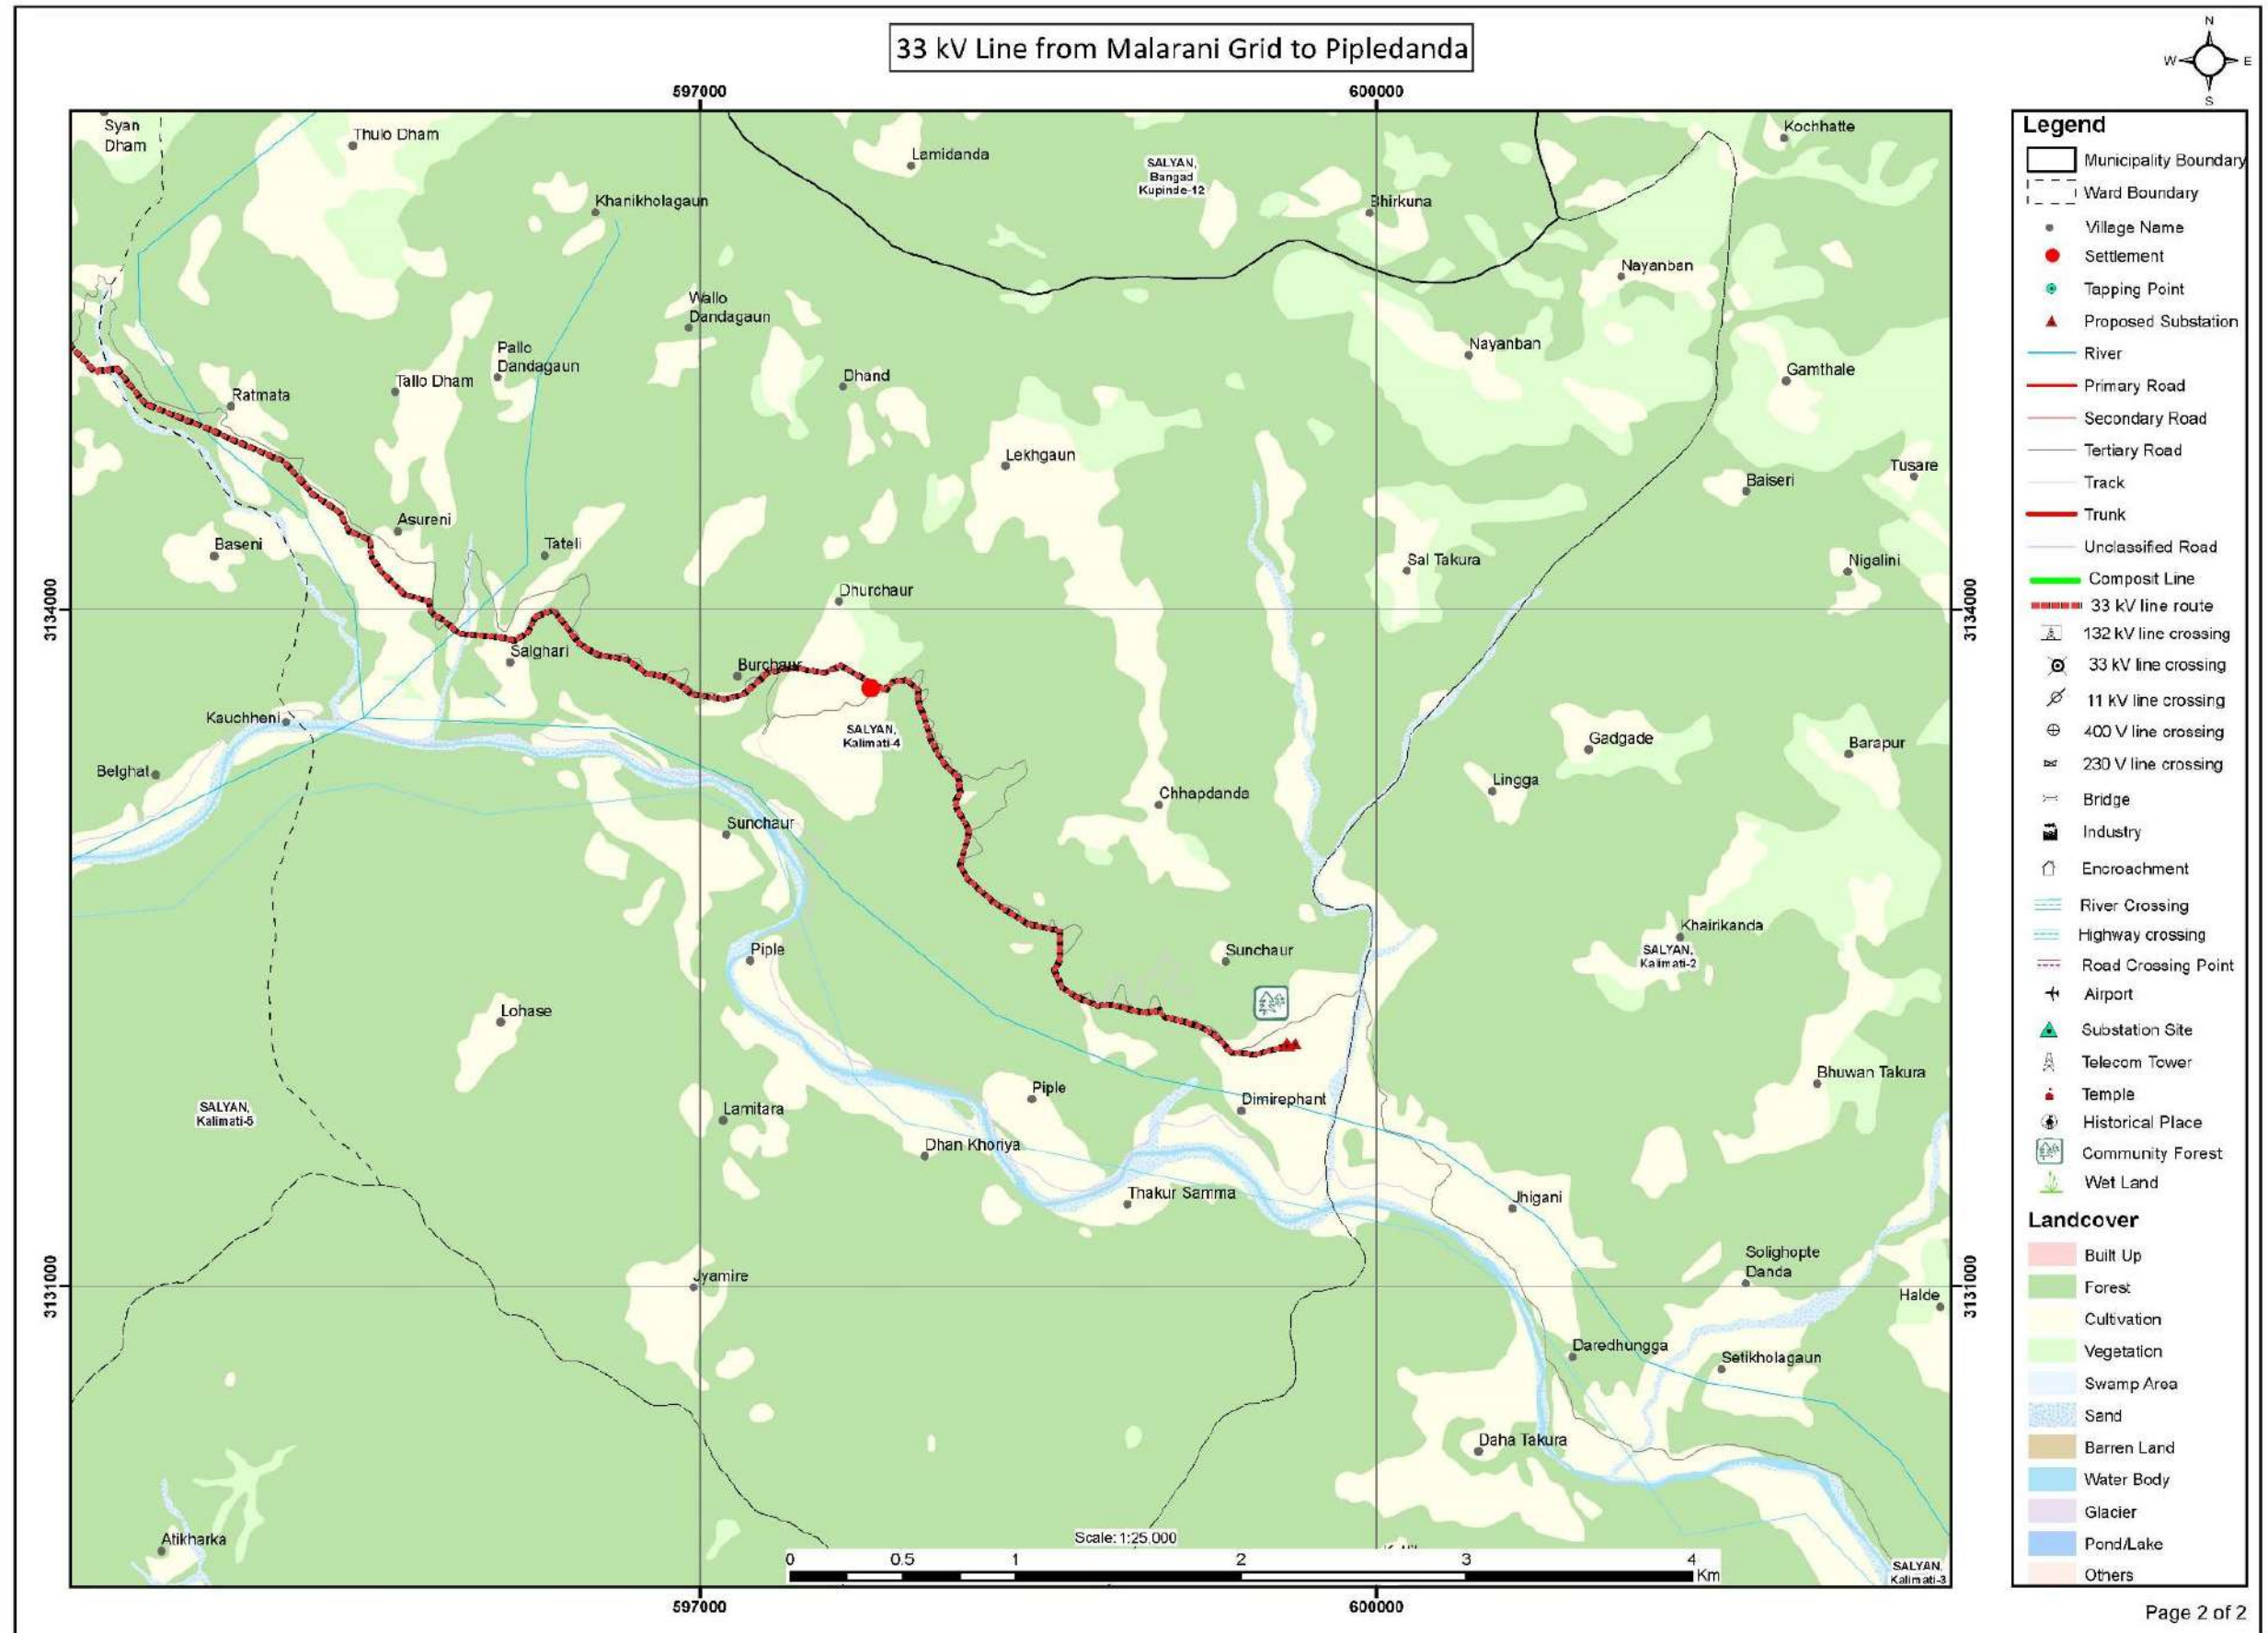 33 kV Line from Malarani Grid to Pipledanda
N
W
E
S
597000
600000
Syan
Dham
Thulo Dham
Lamidanda
SALYAN,
Bangad
Kupinde-12
Kochhatte
Khanikholagaun
Bhirkuna
Nayanban
Wallo
Dandagaun
Nayanban
Pallo
Dandagaun
Tallo Dham
Dhand
Gamthale
Ratmata
Lekhgaun
Tusare
Baiseri
Asureni
Baseni
Tateli
Sal Takura
Nigalini
Dhurchaur
3134000
3134000
Salghari
Burchaur
Kauchheni
SALYAN,
Kalimati-4
Gadgade
Barapur
Belghat
Lingga
Chhapdanda
Sunchaur
Khairikanda
SALYAN,
Kalimati-2
Piple
Sunchaur
Lohase
Bhuwan Takura
Piple
SALYAN,
Kalimati-5
Lamitara
Dimirephant
Dhan Khoriya
Thakur Samma
Jhigani
Solighopte
Danda
Jyamire
Halde
3131000
3131000
Daredhungga
Setikholagaun
Daha Takura
Atikharka
Scale: 1:25,000
0
0.5
1
2
3
4
Km
SALYAN,
Kalimati-3
597000
600000
Legend
Municipality Boundary
Ward Boundary
Village Name
Settlement
Tapping Point
Proposed Substation
River
Primary Road
Secondary Road
Tertiary Road
Track
Trunk
Unclassified Road
Composit Line
33 kV line route
132 kV line crossing
33 kV line crossing
11 kV line crossing
400 V line crossing
230 V line crossing
Bridge
Industry
Encroachment
River Crossing
Highway crossing
Road Crossing Point
Airport
Substation Site
Telecom Tower
Temple
Historical Place
Community Forest
Wet Land
Landcover
Built Up
Forest
Cultivation
Vegetation
Swamp Area
Sand
Barren Land
Water Body
Glacier
Pond/Lake
Others
Page 2 of 2